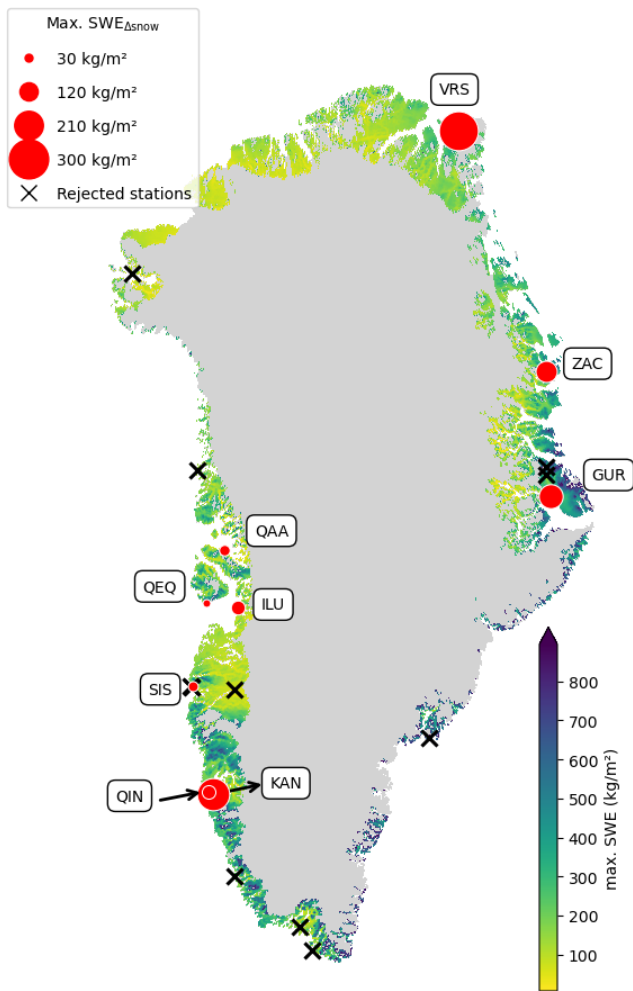 Max. SWEΔsnow
30 kg/m²
120 kg/m²
210 kg/m²
300 kg/m²
Rejected stations
VRS
ZAC
GUR
QAA
QEQ
ILU
SIS
KAN
QIN
800
700
600
500
400
300
200
100
max. SWE (kg/m²)